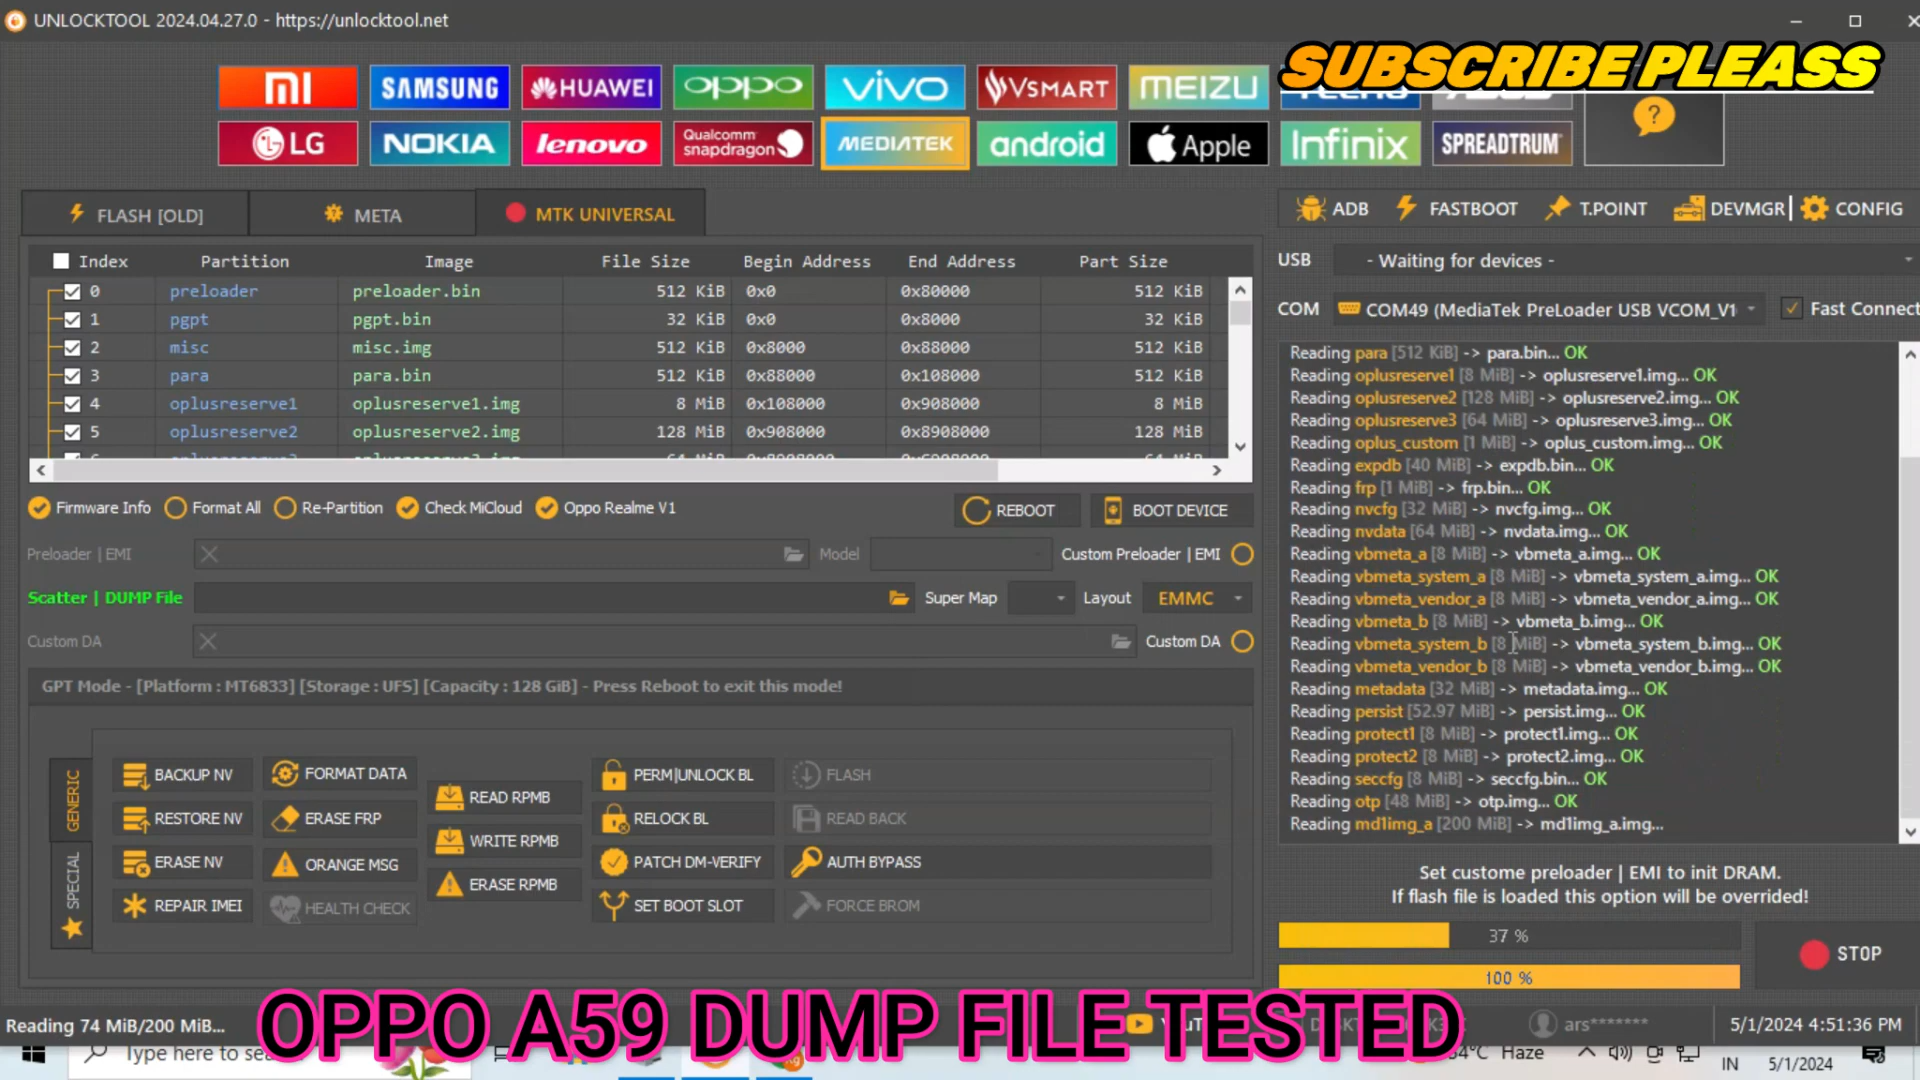 UNLOCKTOOL 2024.04.27.0 - https://unlocktool.net
SUBSCRIBE PLEASS
mi SAMSUNG HUAWEI oppo vivo VSMART MEIZU
LG NOKIA lenovo Qualcomm snapdragon MEDIATEK android Apple Infinix SPREADTRUM ?
FLASH [OLD] META MTK UNIVERSAL
ADB FASTBOOT T.POINT DEVMGR CONFIG
Index Partition Image File Size Begin Address End Address Part Size
0 preloader preloader.bin 512 KiB 0x0 0x80000 512 KiB
1 pgpt pgpt.bin 32 KiB 0x0 0x8000 32 KiB
2 misc misc.img 512 KiB 0x8000 0x88000 512 KiB
3 para para.bin 512 KiB 0x88000 0x108000 512 KiB
4 oplusreserve1 oplusreserve1.img 8 MiB 0x108000 0x908000 8 MiB
5 oplusreserve2 oplusreserve2.img 128 MiB 0x908000 0x8908000 128 MiB
Firmware Info Format All Re-Partition Check MiCloud Oppo Realme V1 REBOOT BOOT DEVICE
Preloader | EMI Model Custom Preloader | EMI
Scatter | DUMP File Super Map Layout EMMC
Custom DA Custom DA
GPT Mode - [Platform : MT6833] [Storage : UFS] [Capacity : 128 GiB] - Press Reboot to exit this mode!
GENERIC
SPECIAL
BACKUP NV FORMAT DATA READ RPMB PERM|UNLOCK BL FLASH
RESTORE NV ERASE FRP WRITE RPMB RELOCK BL READ BACK
ERASE NV ORANGE MSG ERASE RPMB PATCH DM-VERIFY AUTH BYPASS
REPAIR IMEI HEALTH CHECK SET BOOT SLOT FORCE BROM
USB - Waiting for devices -
COM COM49 (MediaTek PreLoader USB VCOM_V1 Fast Connect
Reading para [512 KiB] -> para.bin... OK
Reading oplusreserve1 [8 MiB] -> oplusreserve1.img... OK
Reading oplusreserve2 [128 MiB] -> oplusreserve2.img... OK
Reading oplusreserve3 [64 MiB] -> oplusreserve3.img... OK
Reading oplus_custom [1 MiB] -> oplus_custom.img... OK
Reading expdb [40 MiB] -> expdb.bin... OK
Reading frp [1 MiB] -> frp.bin... OK
Reading nvcfg [32 MiB] -> nvcfg.img... OK
Reading nvdata [64 MiB] -> nvdata.img... OK
Reading vbmeta_a [8 MiB] -> vbmeta_a.img... OK
Reading vbmeta_system_a [8 MiB] -> vbmeta_system_a.img... OK
Reading vbmeta_vendor_a [8 MiB] -> vbmeta_vendor_a.img... OK
Reading vbmeta_b [8 MiB] -> vbmeta_b.img... OK
Reading vbmeta_system_b [8 MiB] -> vbmeta_system_b.img... OK
Reading vbmeta_vendor_b [8 MiB] -> vbmeta_vendor_b.img... OK
Reading metadata [32 MiB] -> metadata.img... OK
Reading persist [52.97 MiB] -> persist.img... OK
Reading protect1 [8 MiB] -> protect1.img... OK
Reading protect2 [8 MiB] -> protect2.img... OK
Reading seccfg [8 MiB] -> seccfg.bin... OK
Reading otp [48 MiB] -> otp.img... OK
Reading md1img_a [200 MiB] -> md1img_a.img...
Set custome preloader | EMI to init DRAM.
If flash file is loaded this option will be overrided!
37 %
STOP
100 %
OPPO A59 DUMP FILE TESTED
Reading 74 MiB/200 MiB... ars******* 5/1/2024 4:51:36 PM
Type here to Haze IN 5/1/2024